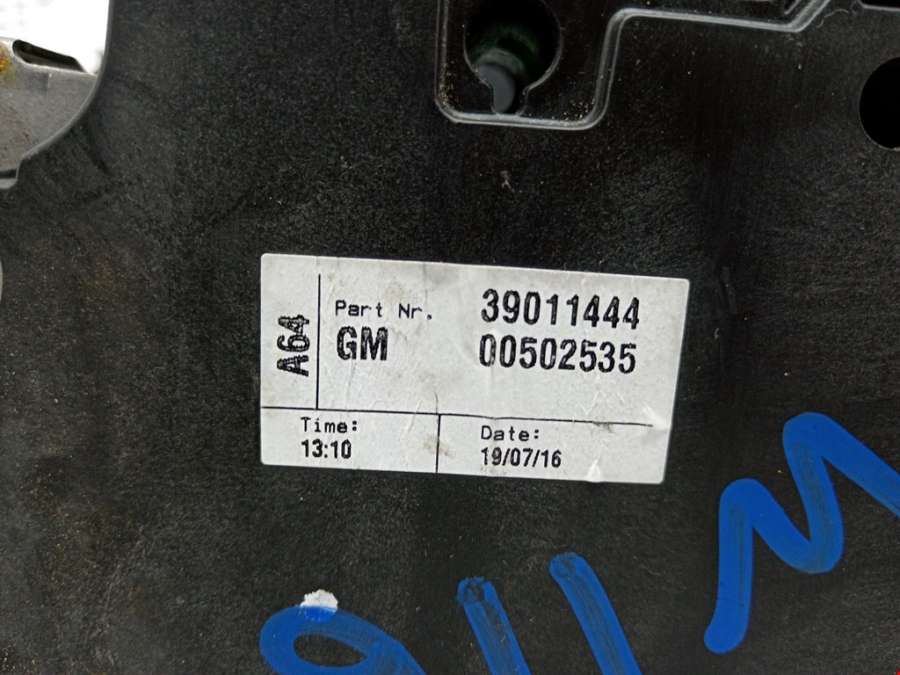 A64
Part Nr. 39011444
GM 00502535
Time:
13:10
Date:
19/07/16